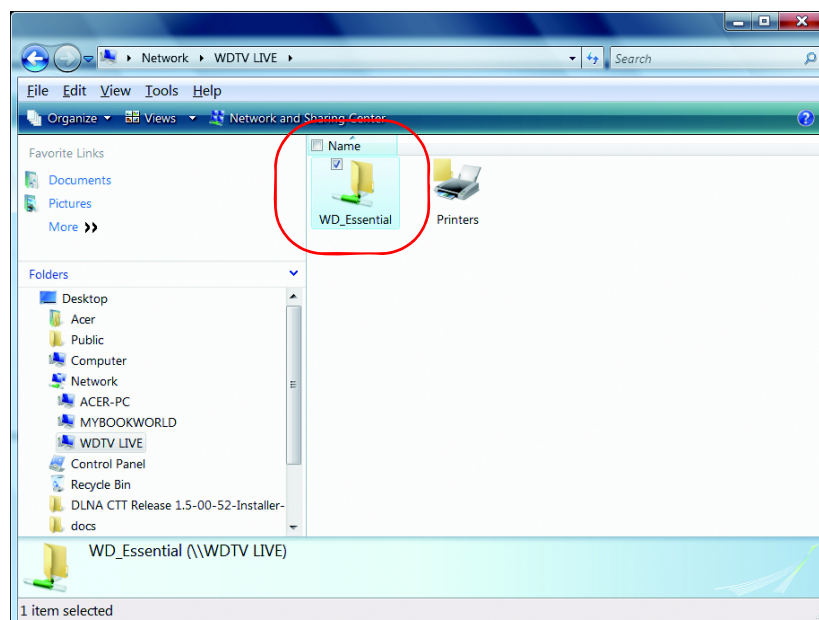 Network WDTV LIVE
Search
File Edit View Tools Help
Organize Views Network and Sharing Center
Favorite Links
Documents
Pictures
More
Folders
Desktop
Acer
Public
Computer
Network
ACER-PC
MYBOOKWORLD
WDTV LIVE
Control Panel
Recycle Bin
DLNA CTT Release 1.5-00-52-Installer-
docs
Name
WD_Essential
Printers
WD_Essential (\\WDTV LIVE)
1 item selected